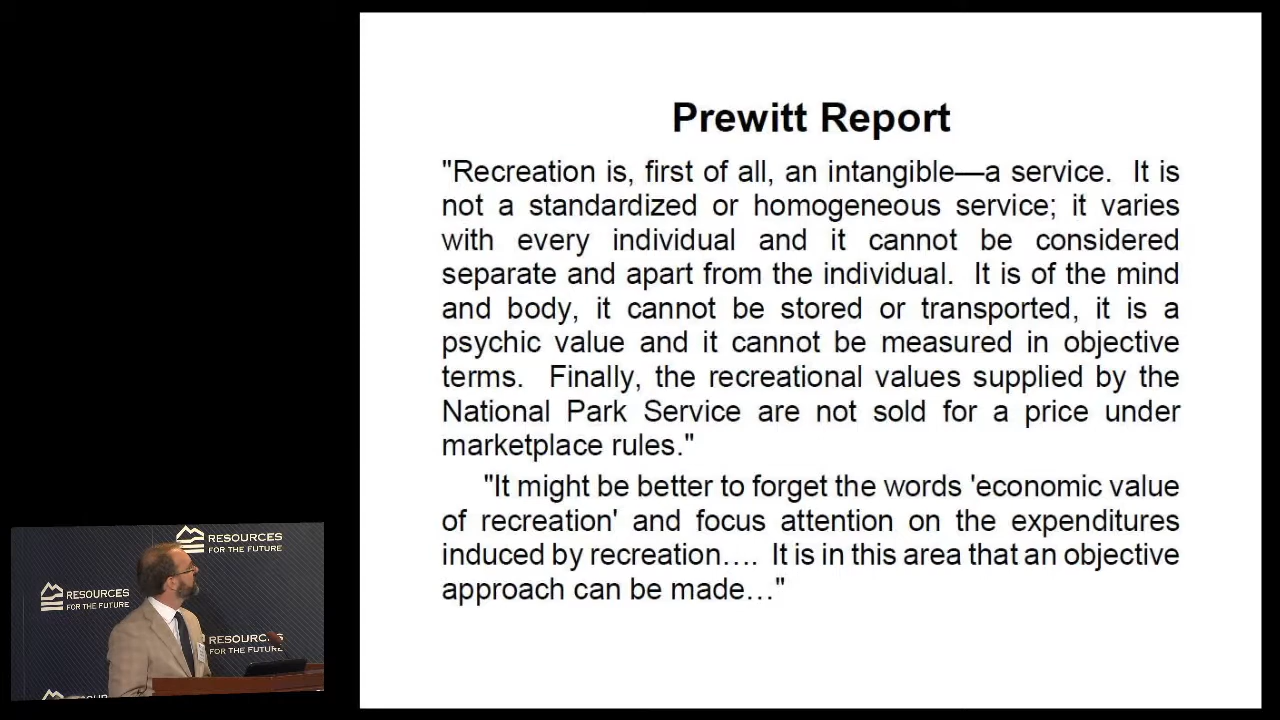 Prewitt Report
"Recreation is, first of all, an intangible—a service. It is
not a standardized or homogeneous service; it varies
with every individual and it cannot be considered
separate and apart from the individual. It is of the mind
and body, it cannot be stored or transported, it is a
psychic value and it cannot be measured in objective
terms. Finally, the recreational values supplied by the
National Park Service are not sold for a price under
marketplace rules."
"It might be better to forget the words 'economic value
of recreation' and focus attention on the expenditures
induced by recreation…. It is in this area that an objective
approach can be made…"
RESOURCES
FOR THE FUTURE
RESOURCES
FOR THE FUTURE
RESOURCES
FOR THE FUTURE